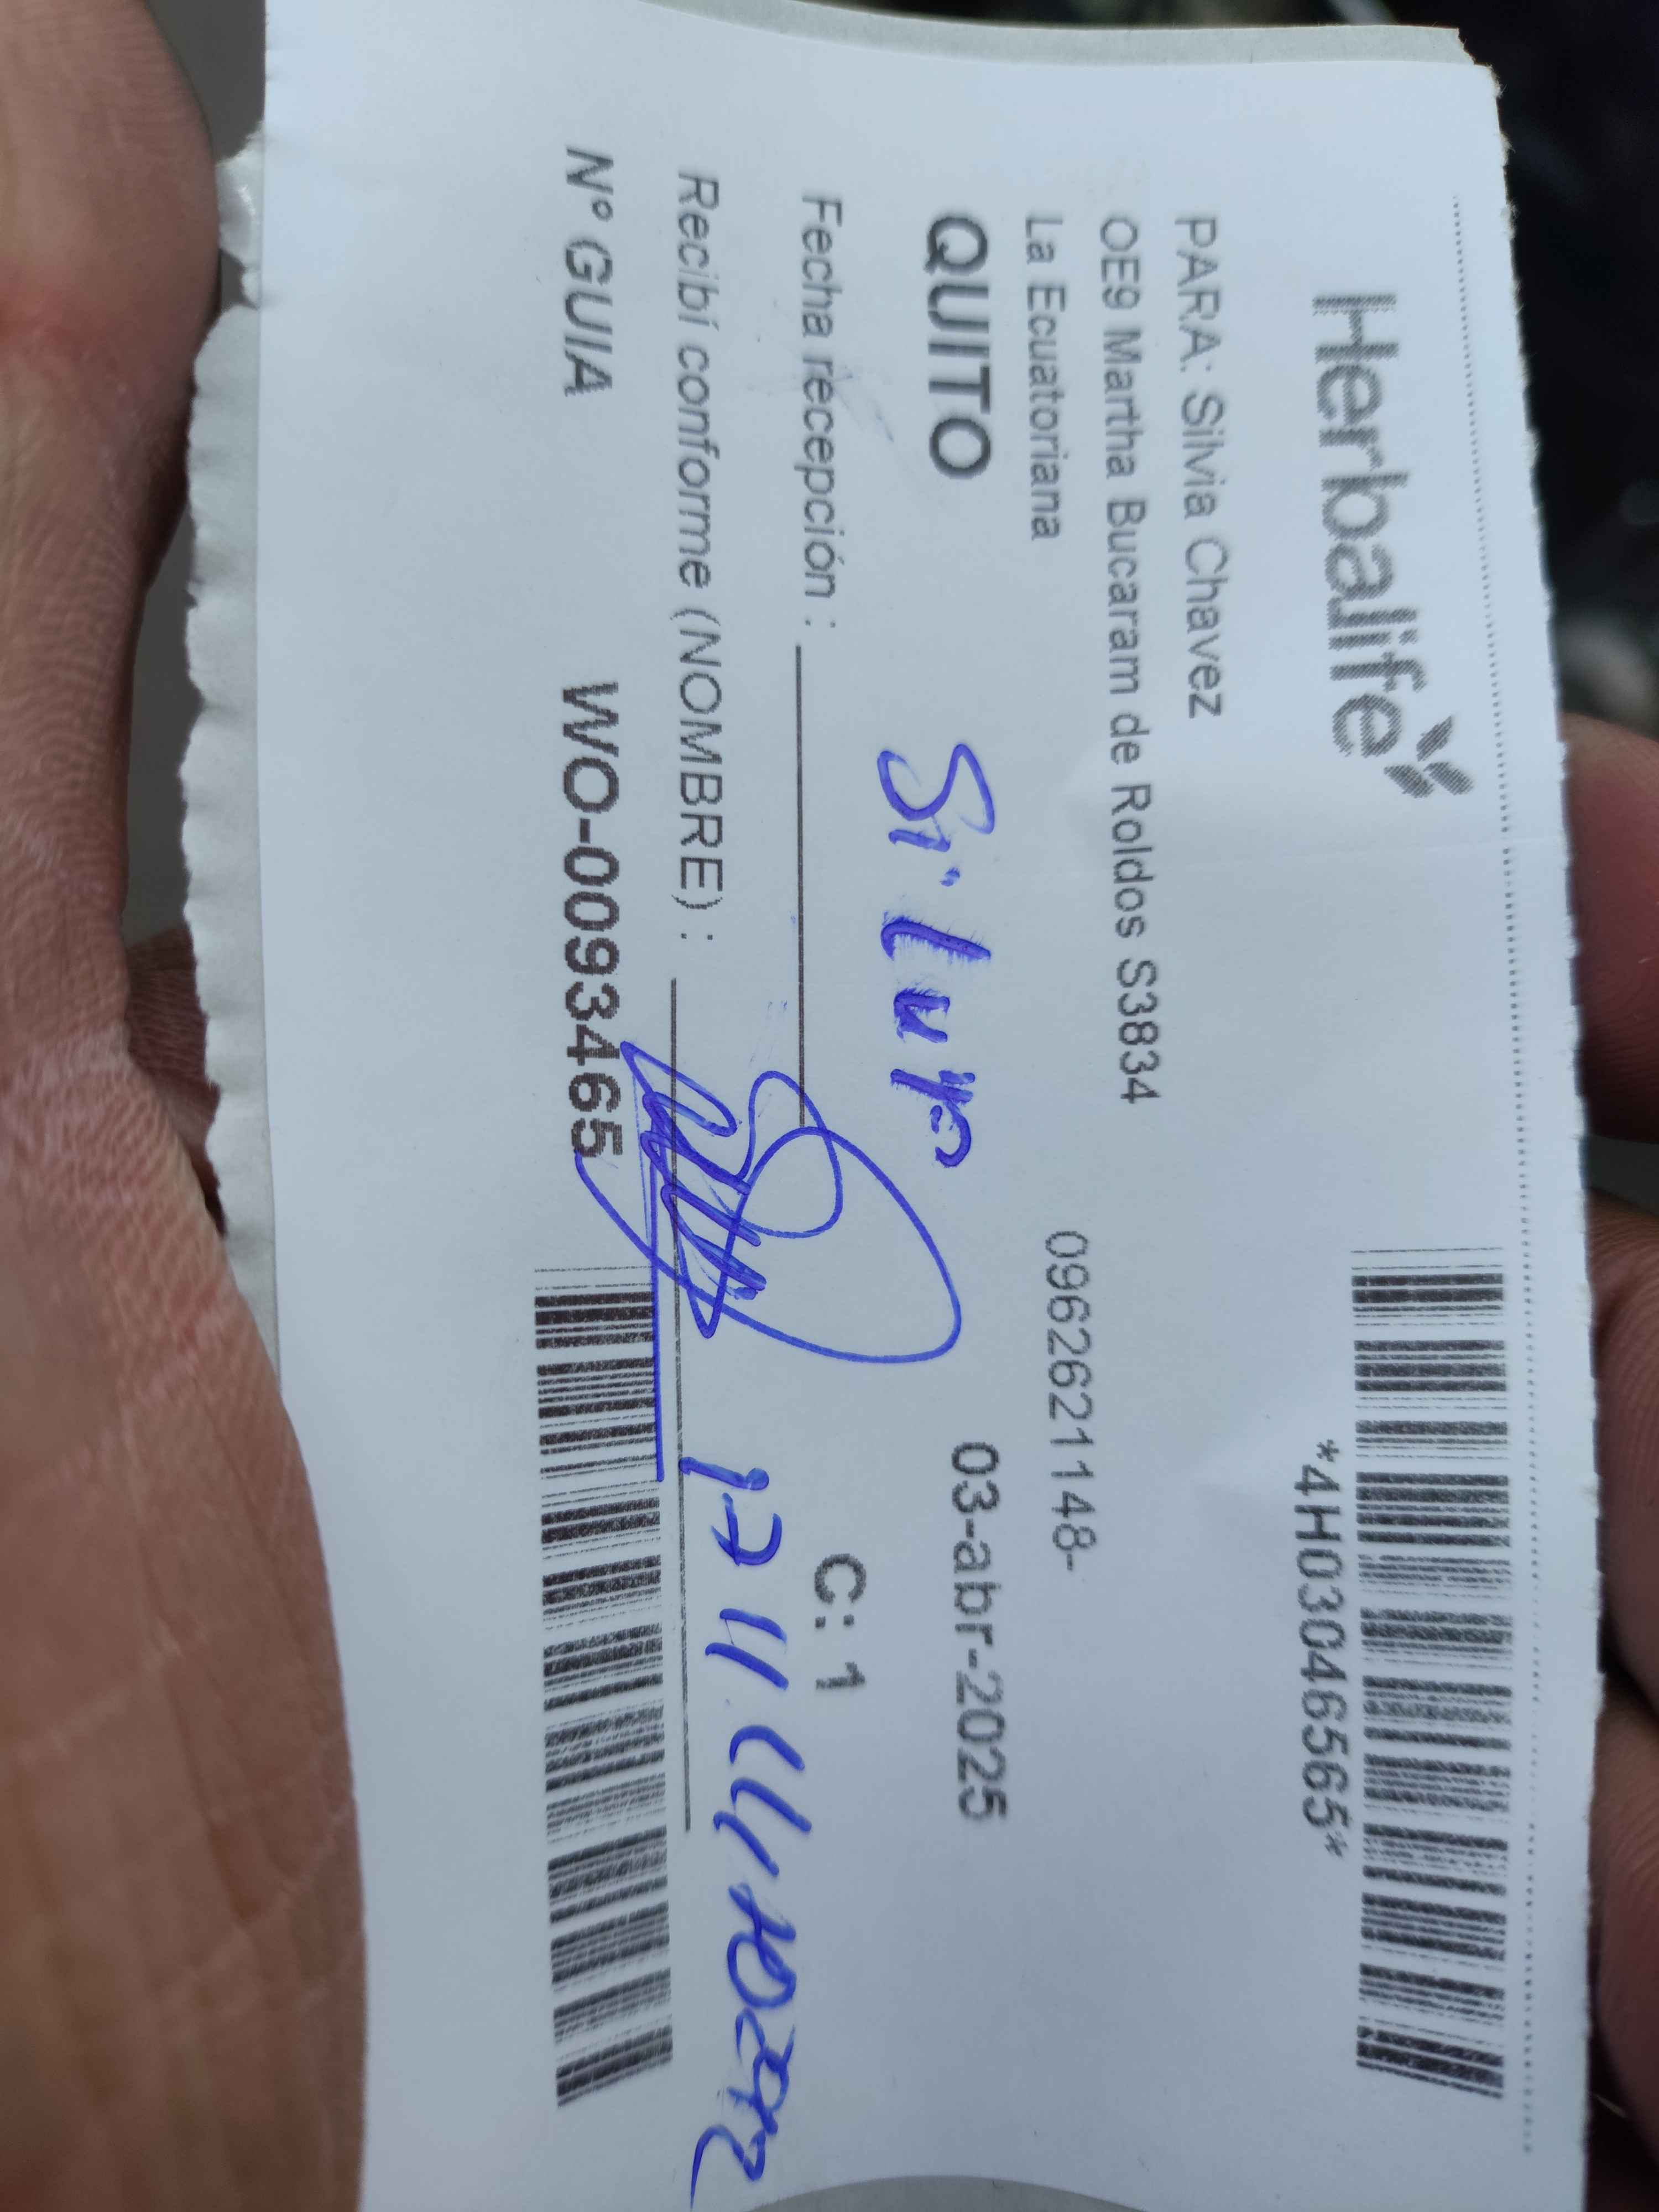 Herbalife
*4H03046565*
PARA: Silvia Chavez
OE9 Martha Bucaram de Roldos S3834
La Ecuatoriana
0962621148-
QUITO
03-abr-2025
Fecha recepción :
C: 1
Recibí conforme (NOMBRE) :
Nº GUIA
WO-0093465